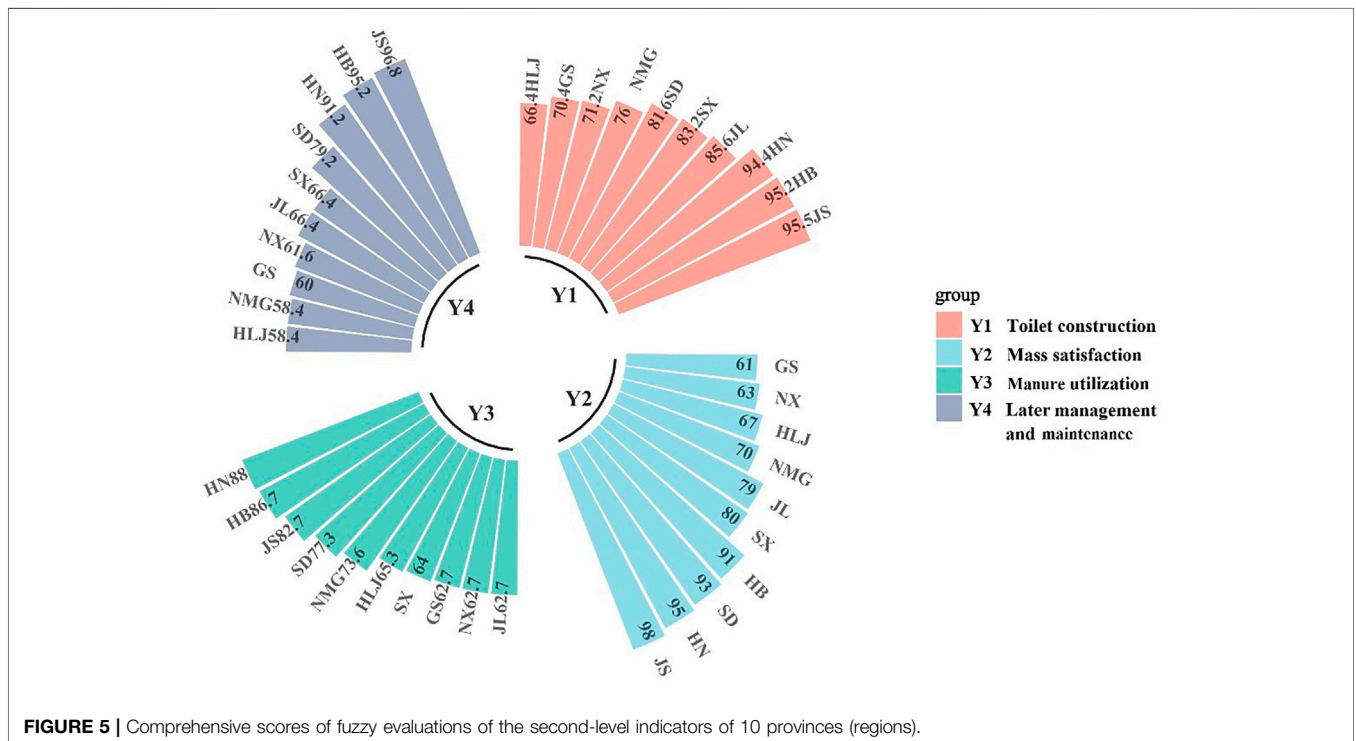 JS96.8
HB95.2
HN91.2
SD79.2
SX66.4
JL66.4
NX61.6
GS 60
NMG58.4
HLJ58.4
Y4
66.4HLJ
70.4GS
71.2NX
76 NMG
81.6SD
83.2SX
85.6JL
94.4HN
95.2HB
95.5JS
Y1
61 GS
63 NX
67 HLJ
70 NMG
79 JL
80 SX
91 HB
93 SD
95 HN
98 JS
Y2
HN88
HB86.7
JS82.7
SD77.3
NMG73.6
HLJ65.3
SX 64
GS62.7
NX62.7
JL62.7
Y3
group
Y1 Toilet construction
Y2 Mass satisfaction
Y3 Manure utilization
Y4 Later management
and maintenance
FIGURE 5 | Comprehensive scores of fuzzy evaluations of the second-level indicators of 10 provinces (regions).